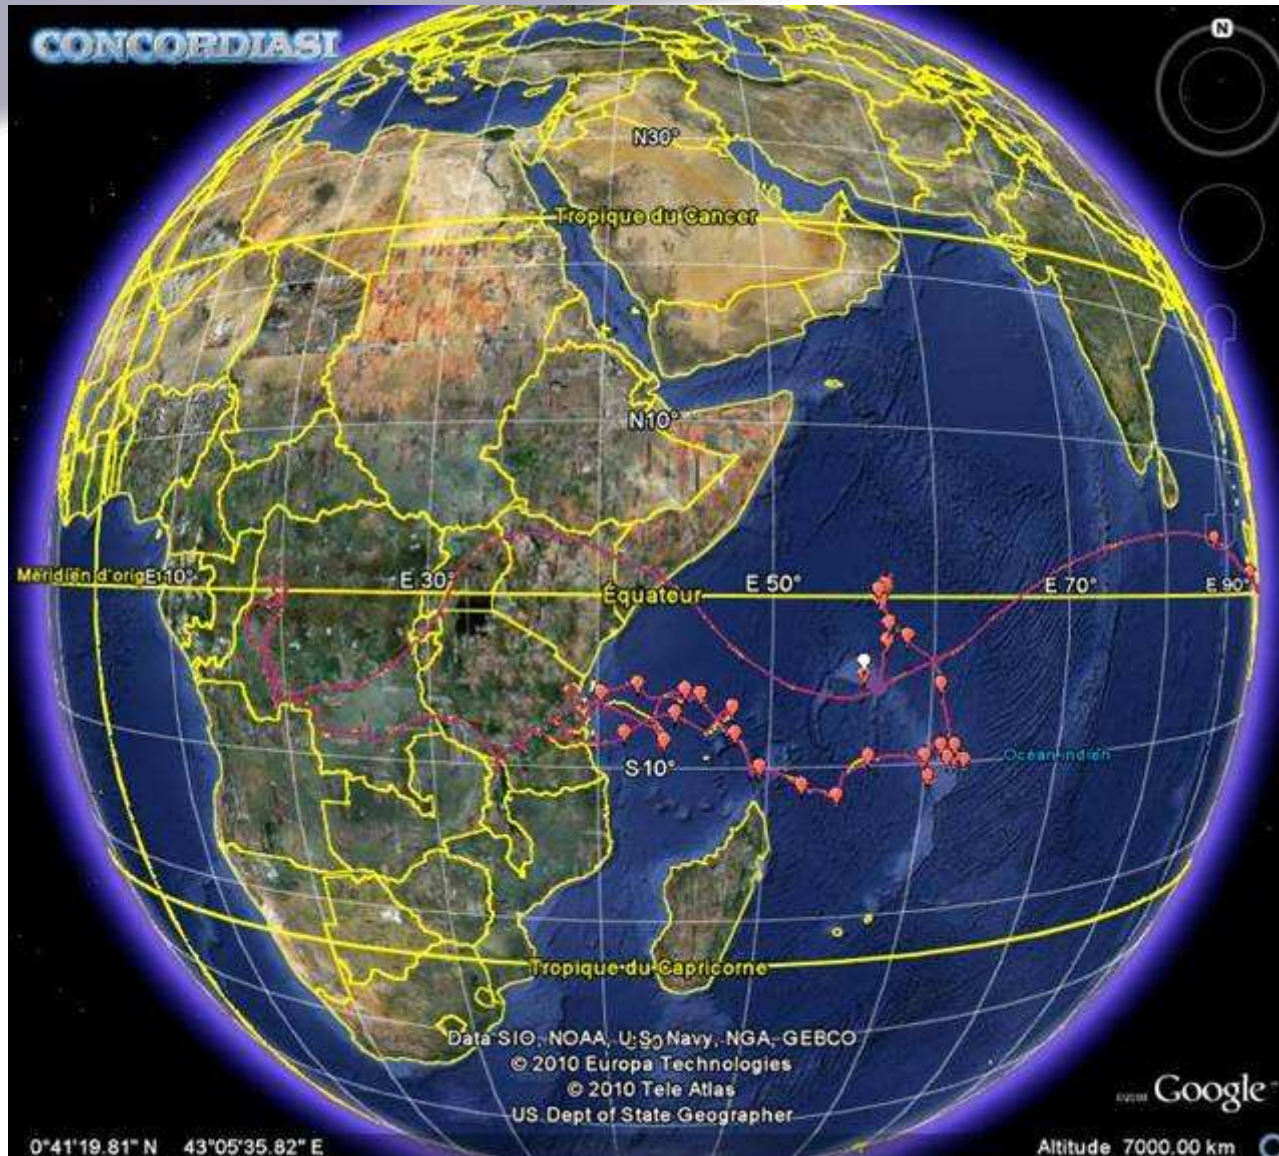 CONCORDIASI
N
N30°
Tropique du Cancer
N10°
Méridien d'orig
E 10°
E 30°
Équateur
E 50°
E 70°
E 90°
S 10°
Océan Indien
Tropique du Capricorne
Data SIO, NOAA, U.S. Navy, NGA, GEBCO
© 2010 Europa Technologies
© 2010 Tele Atlas
US Dept of State Geographer
Google
0°41'19.81" N 43°05'35.82" E
Altitude 7000.00 km